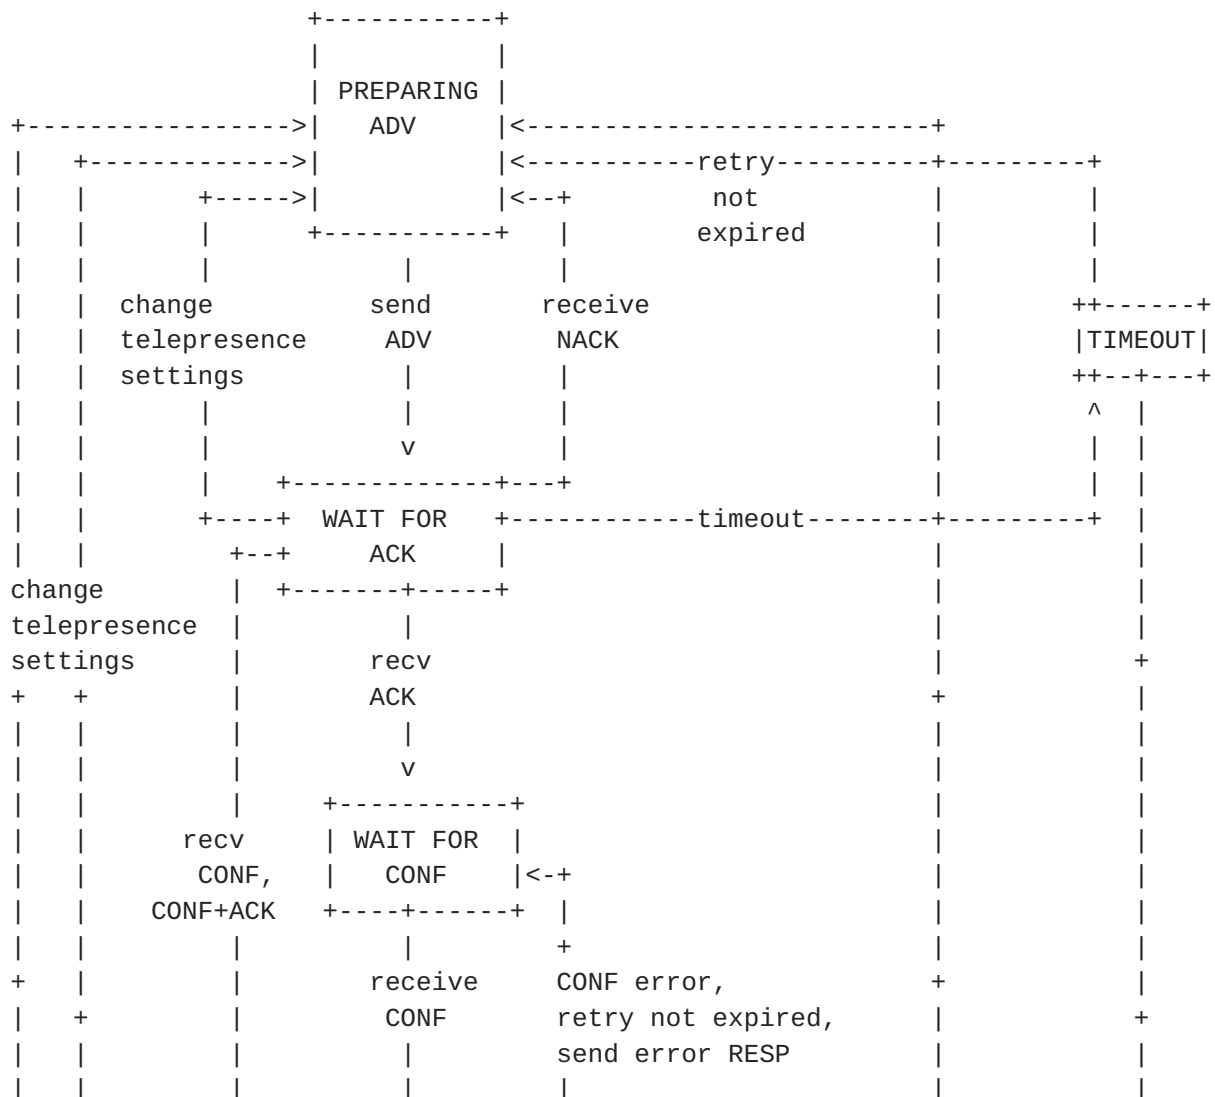 PREPARING
ADV
retry
not
expired
change send receive
telepresence ADV NACK |TIMEOUT|
settings
WAIT FOR timeout
ACK
change
telepresence
settings recv
ACK
recv WAIT FOR
CONF, CONF
CONF+ACK
receive CONF error,
CONF retry not expired,
send error RESP